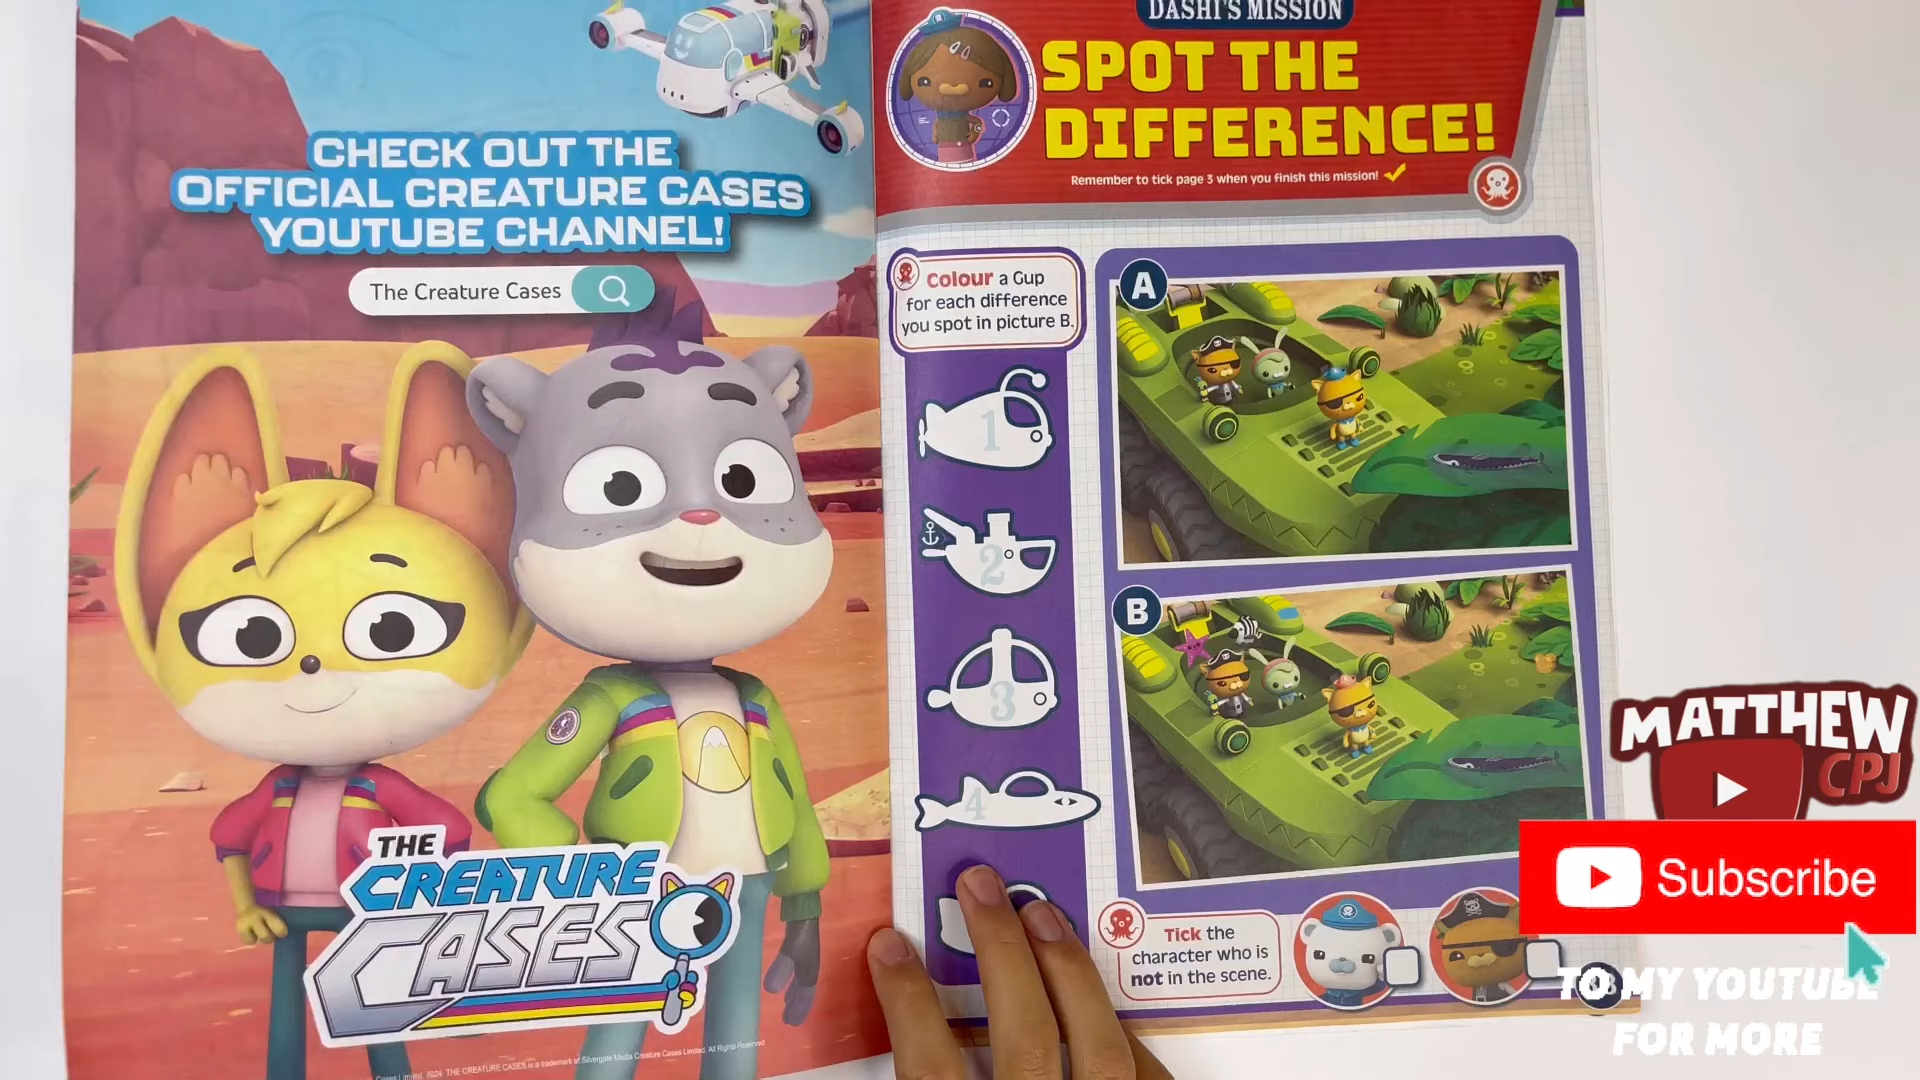 CHECK OUT THE
OFFICIAL CREATURE CASES
YOUTUBE CHANNEL!
The Creature Cases
THE
CREATURE
CASES
DASHI'S MISSION
SPOT THE
DIFFERENCE!
Remember to tick page 3 when you finish this mission!
Colour a Gup
for each difference
you spot in picture B.
1
2
3
4
A
B
Tick the
character who is
not in the scene.
MATTHEW
CPJ
Subscribe
TO MY YOUTUBE
FOR MORE